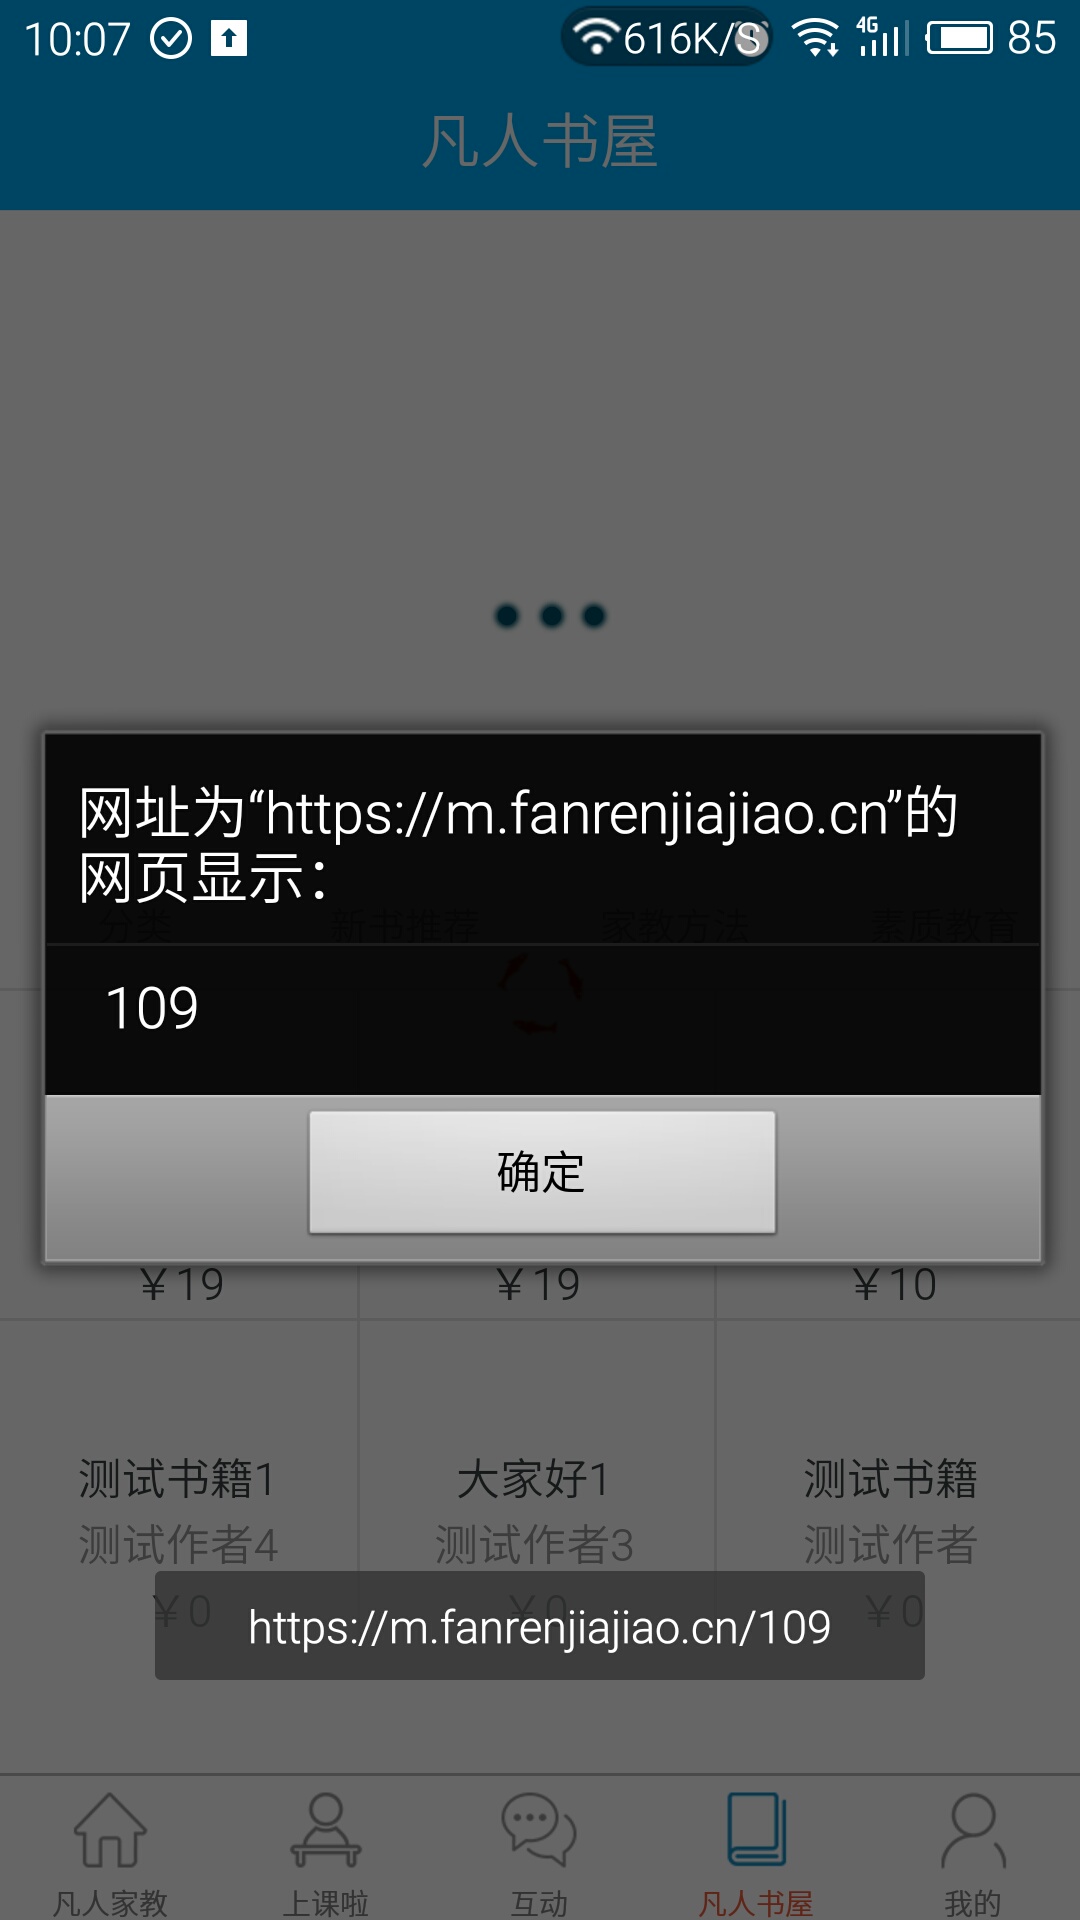 10:07
616K/S
4G
85
凡人书屋
网址为“https://m.fanrenjiajiao.cn”的
网页显示：
分类 新书推荐 家教方法 素质教育
109
确定
￥19 ￥19 ￥10
测试书籍1 大家好1 测试书籍
测试作者4 测试作者3 测试作者
￥0 ￥0 ￥0
https://m.fanrenjiajiao.cn/109
凡人家教 上课啦 互动 凡人书屋 我的